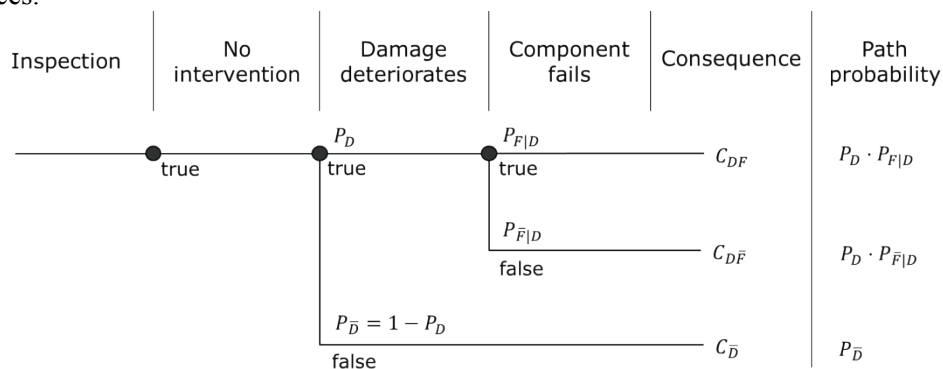 Inspection
No
intervention
Damage
deteriorates
Component
fails
Consequence
Path
probability
P_D
P_{F|D}
true
true
true
C_{DF}
P_D · P_{F|D}
P_{F̄|D}
false
C_{DF̄}
P_D · P_{F̄|D}
P_{D̄} = 1 − P_D
false
C_{D̄}
P_{D̄}